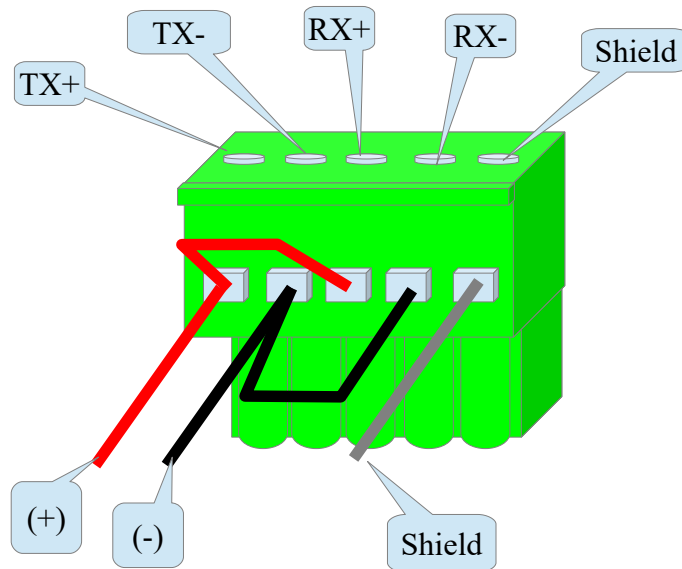 TX+
TX-
RX+
RX-
Shield
(+)
(-)
Shield